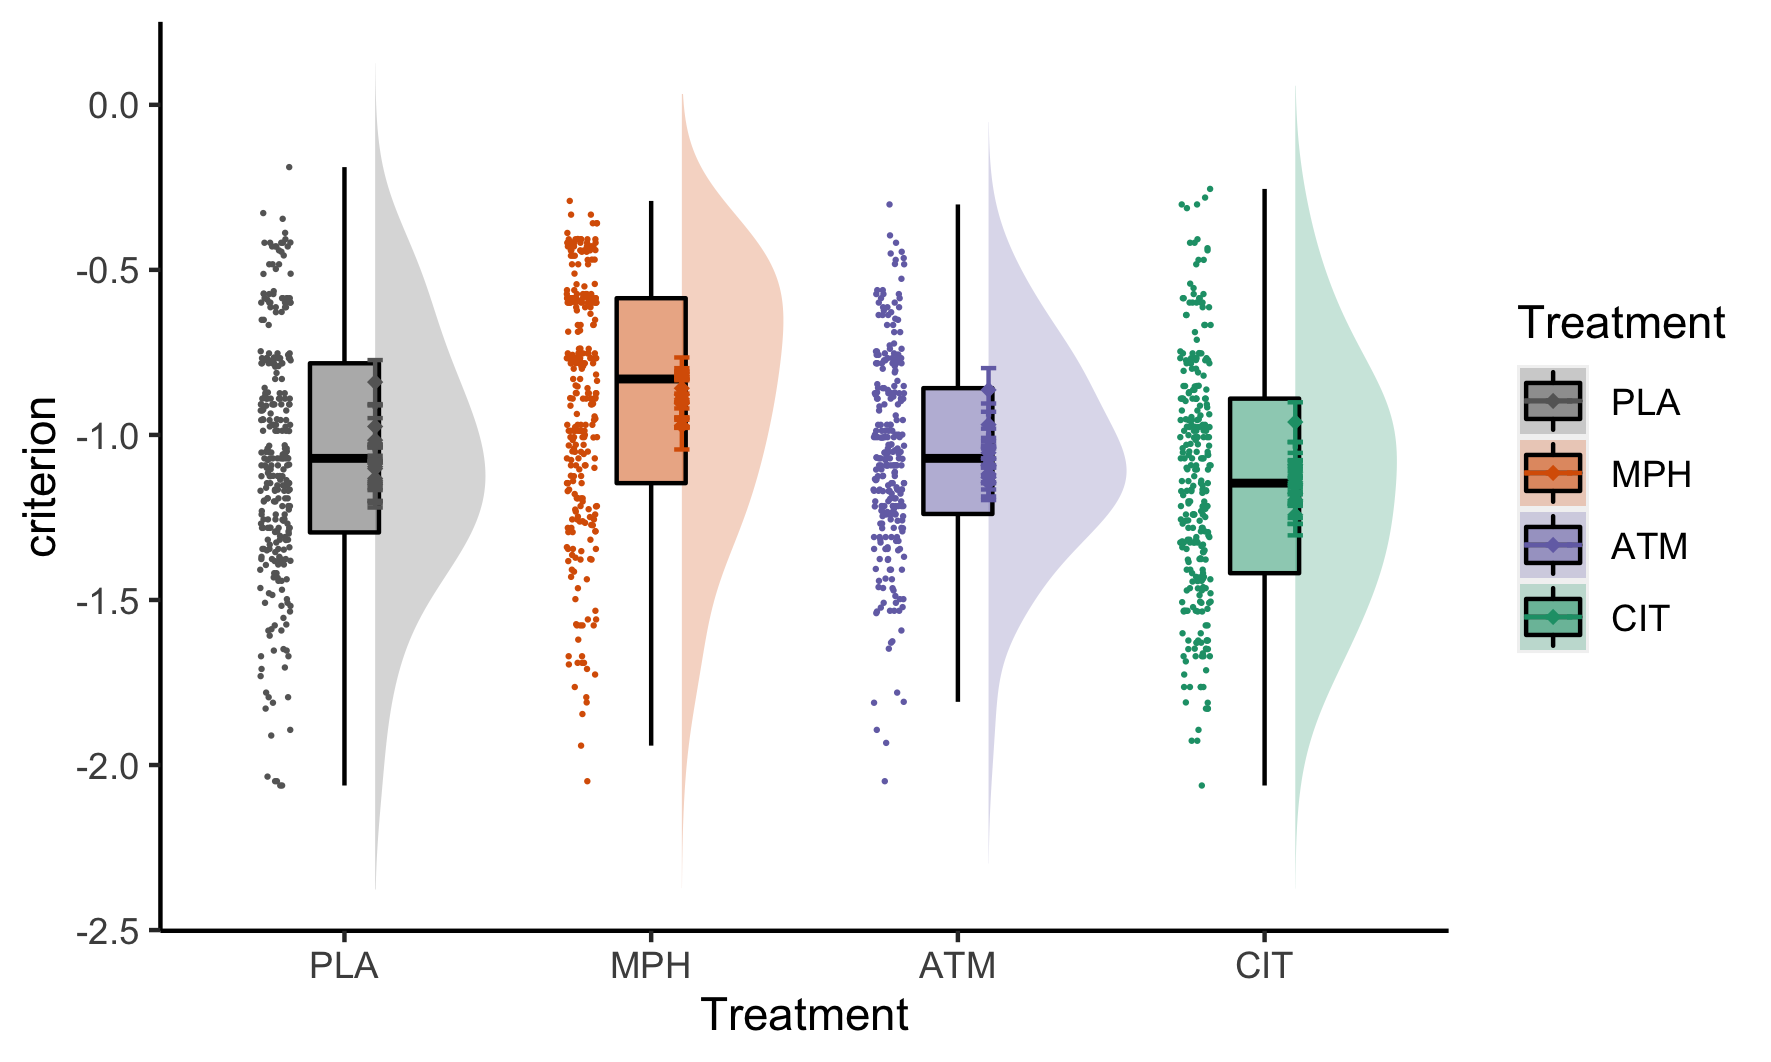 0.0
-0.5
-1.0
-1.5
-2.0
-2.5
criterion
PLA
MPH
ATM
CIT
Treatment
Treatment
PLA
MPH
ATM
CIT